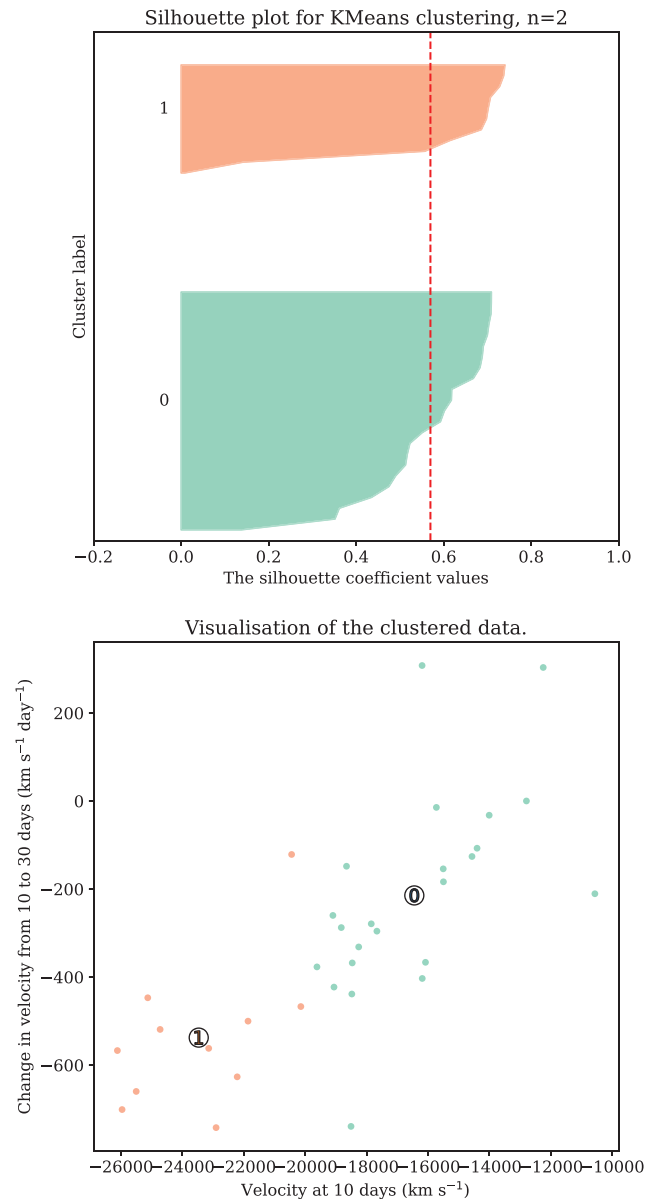 Silhouette plot for KMeans clustering, n=2
1
Cluster label
0
−0.2 0.0 0.2 0.4 0.6 0.8 1.0
The silhouette coefficient values
Visualisation of the clustered data.
Change in velocity from 10 to 30 days (km s⁻¹ day⁻¹)
200
0
−200
−400
−600
0
1
−26000 −24000 −22000 −20000 −18000 −16000 −14000 −12000 −10000
Velocity at 10 days (km s⁻¹)